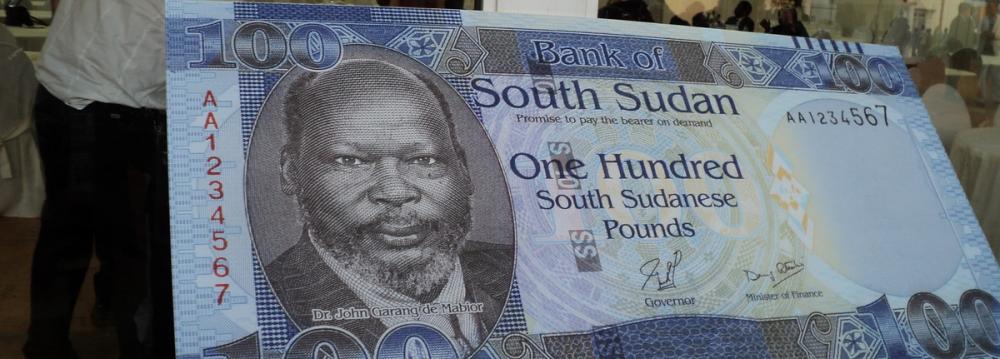 100
Bank of
100
South Sudan
Promise to pay the bearer on demand
AA1234567
AA1234567
One Hundred
South Sudanese
Pounds
Governor
Minister of Finance
Dr. John Garang de Mabior
100
100